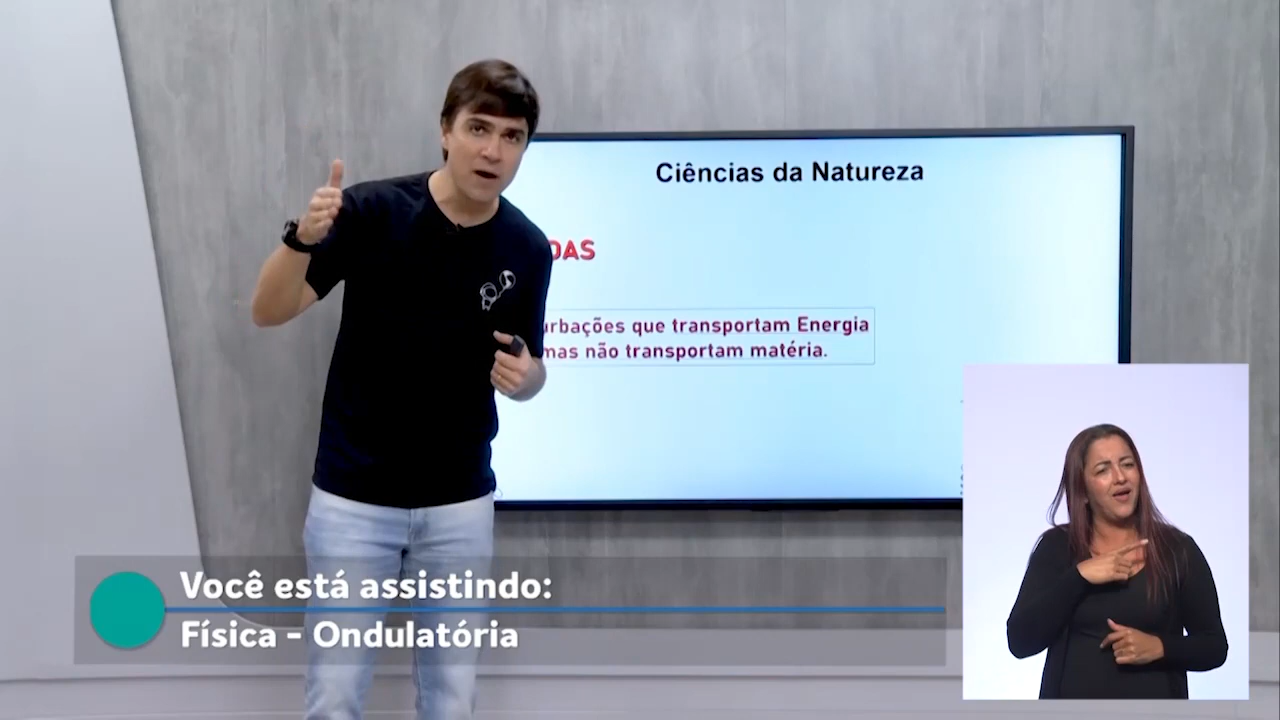 Ciências da Natureza
DAS
urbações que transportam Energia
mas não transportam matéria.
Você está assistindo:
Física - Ondulatória